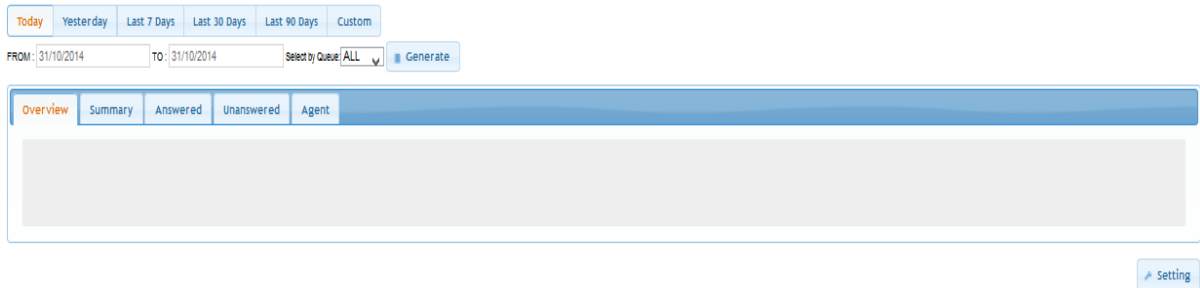 Today Yesterday Last 7 Days Last 30 Days Last 90 Days Custom
FROM: 31/10/2014 TO: 31/10/2014 Select by Queue: ALL Generate
Overview Summary Answered Unanswered Agent
Setting